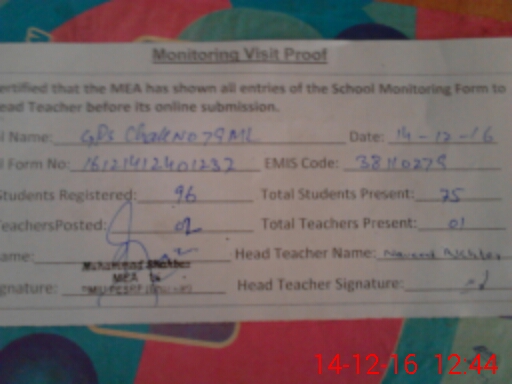 Monitoring Visit Proof
ertified that the MEA has shown all entries of the School Monitoring Form to
ead Teacher before its online submission.
l Name: GPS Chak No 79 ML Date: 14-12-16
l Form No: 16121412401232 EMIS Code: 38110279
Students Registered: 96 Total Students Present: 75
TeachersPosted: 02 Total Teachers Present: 01
ame: Head Teacher Name:
MEA
gnature: Head Teacher Signature:
14-12-16 12:44